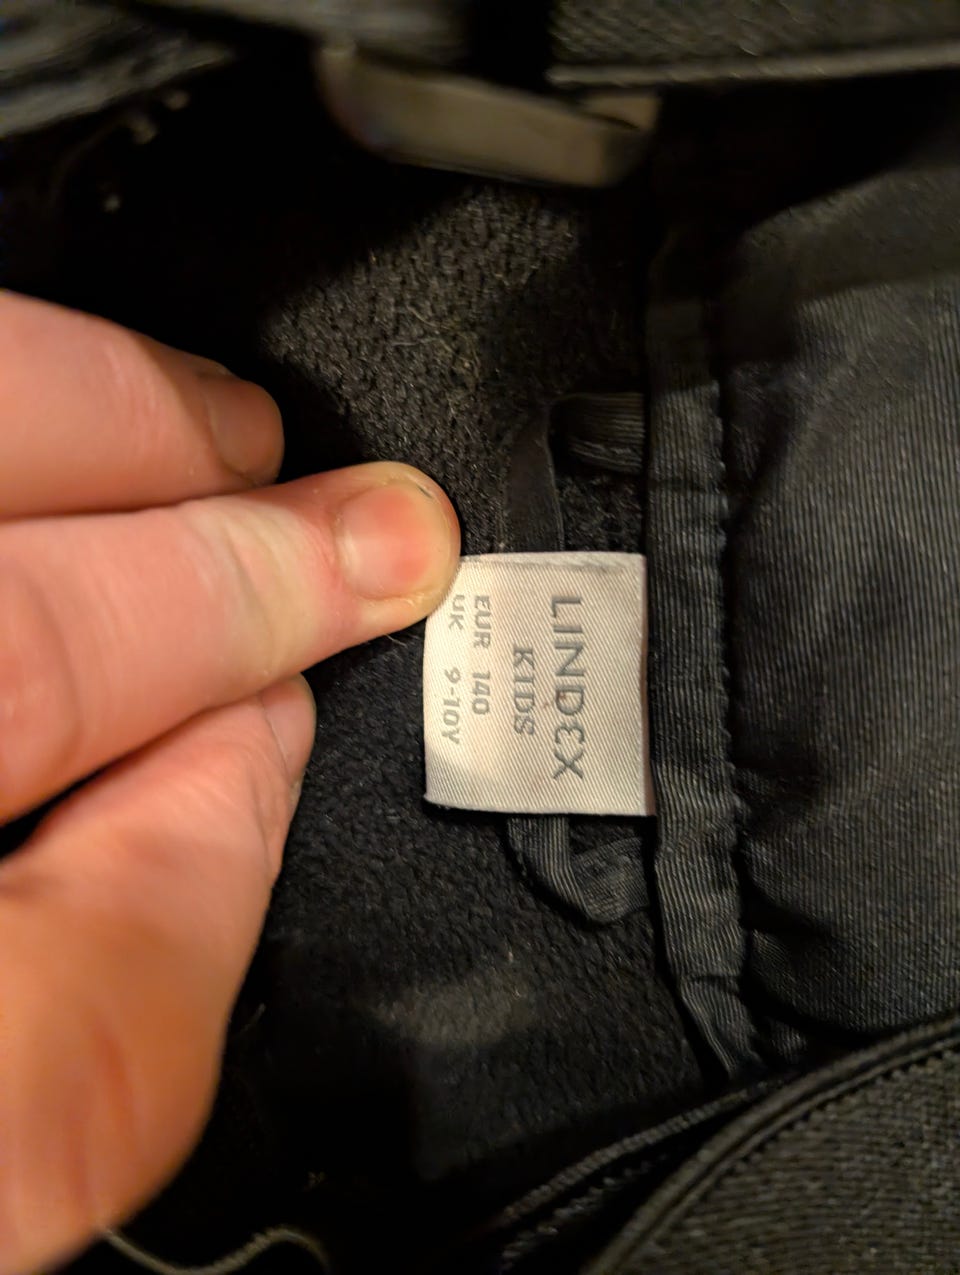 LINDEX
KIDS
EUR 140
UK 9-10Y